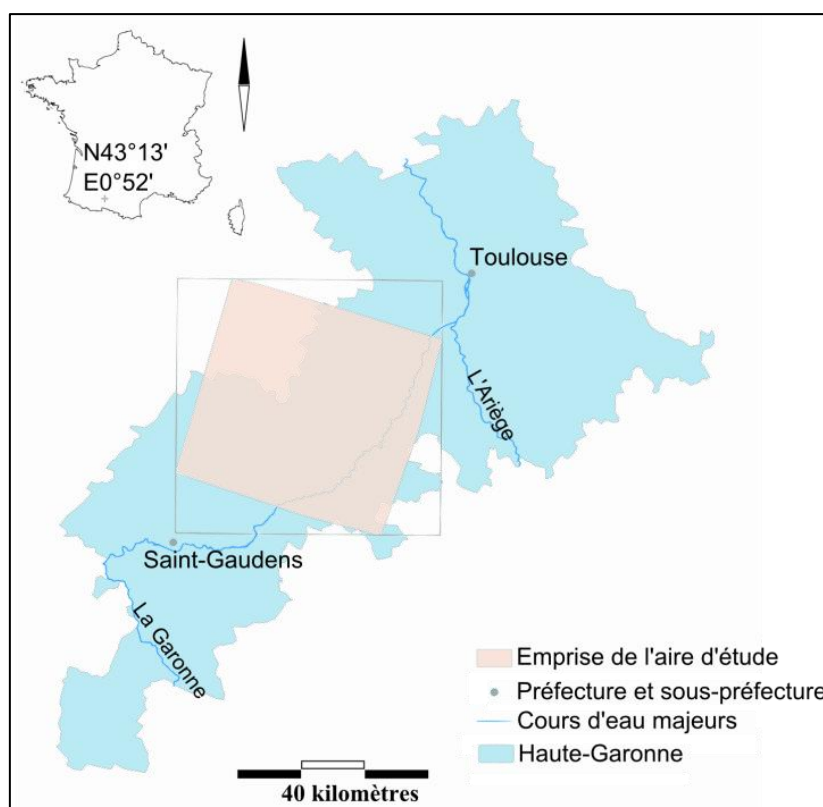 N43°13'
E0°52'
Toulouse
L'Ariège
Saint-Gaudens
La Garonne
Emprise de l'aire d'étude
Préfecture et sous-préfecture
Cours d'eau majeurs
Haute-Garonne
40 kilomètres